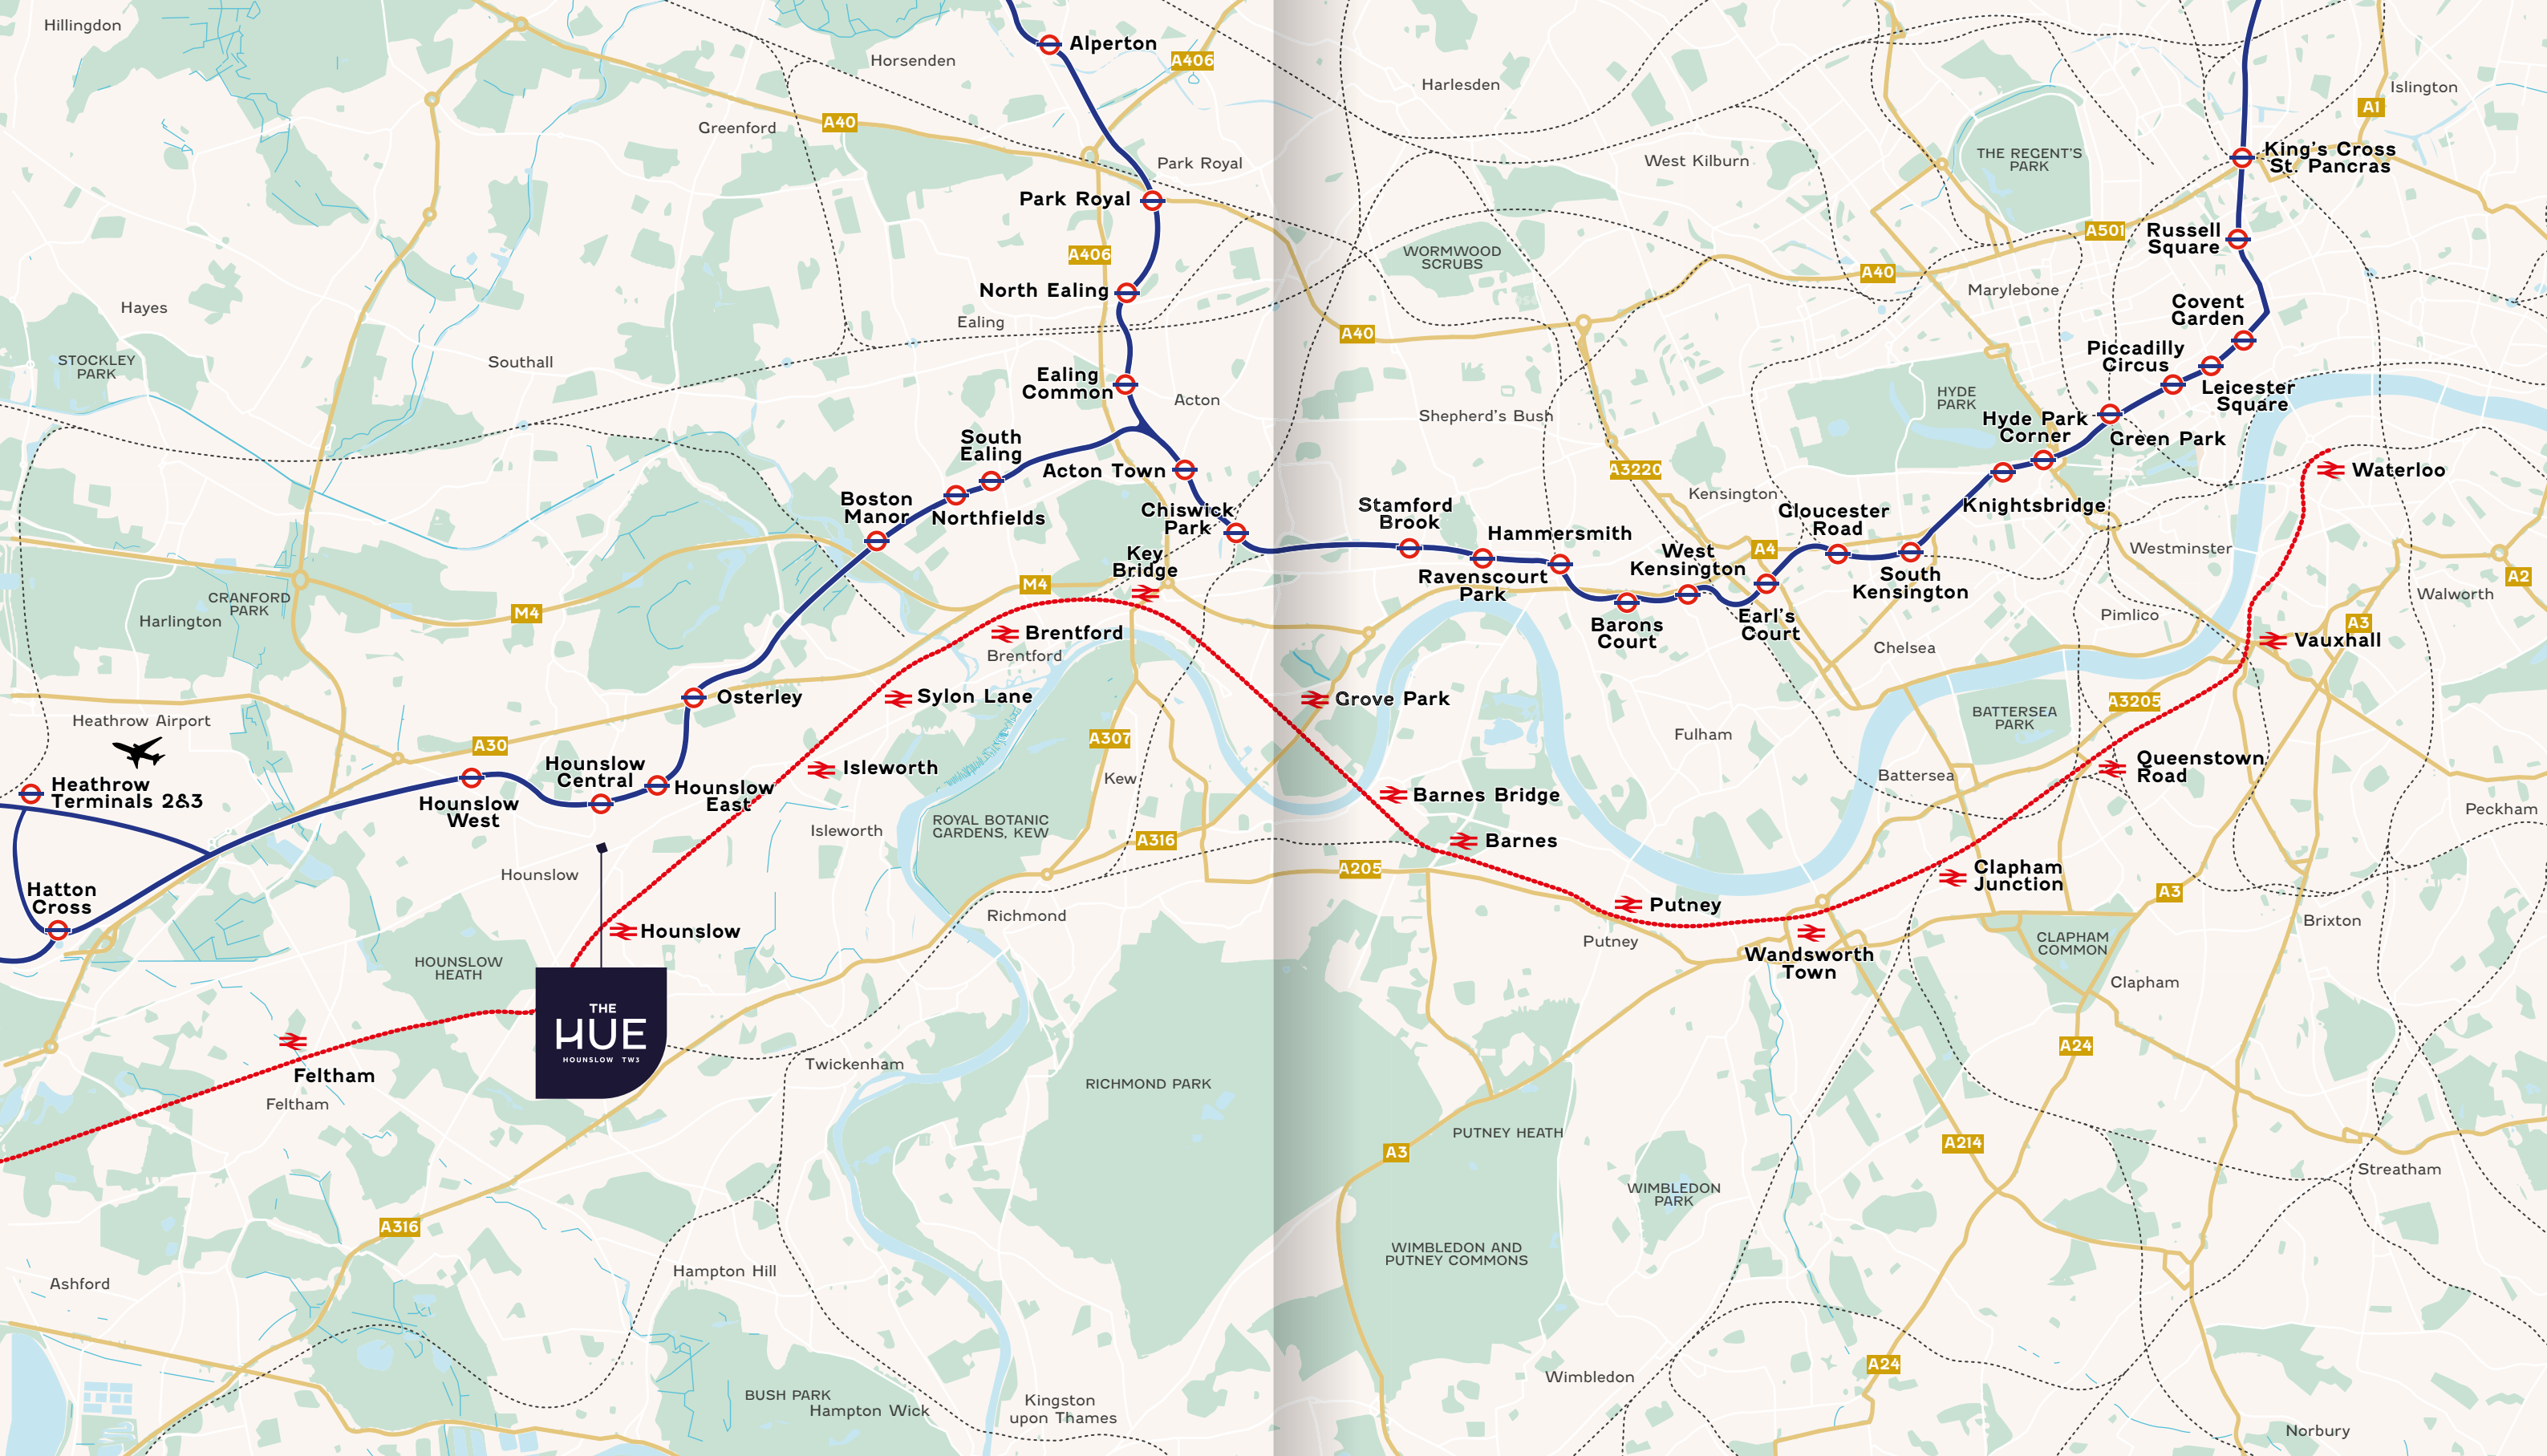 Hillingdon
Alperton
A406
Horsenden
Harlesden
Islington
A1
Greenford
A40
Park Royal
West Kilburn
THE REGENT'S
PARK
King's Cross
St. Pancras
Park Royal
A501
Russell
Square
A406
WORMWOOD
SCRUBS
A40
North Ealing
Marylebone
Hayes
Covent
Garden
Ealing
A40
STOCKLEY
PARK
Southall
Piccadilly
Circus
Ealing
Common
Acton
Leicester
Square
HYDE
PARK
Shepherd's Bush
Hyde Park
Corner
Green Park
South
Ealing
Acton Town
A3220
Waterloo
Boston
Manor
Northfields
Chiswick
Park
Stamford
Brook
Kensington
Knightsbridge
Hammersmith
Gloucester
Road
Westminster
Key
Bridge
A4
West
Kensington
Ravenscourt
Park
South
Kensington
A2
M4
M4
CRANFORD
PARK
Harlington
Walworth
Pimlico
A3
Earl's
Court
Barons
Court
Brentford
Brentford
Chelsea
Vauxhall
Osterley
Sylon Lane
Grove Park
A3205
BATTERSEA
PARK
Heathrow Airport
A30
A307
Fulham
Queenstown
Road
Hounslow
Central
Isleworth
Kew
Battersea
Heathrow
Terminals 2&3
Hounslow
East
Hounslow
West
Barnes Bridge
Peckham
ROYAL BOTANIC
GARDENS, KEW
Isleworth
A316
Barnes
A205
Hounslow
Clapham
Junction
A3
Hatton
Cross
Putney
Richmond
Brixton
Hounslow
Putney
CLAPHAM
COMMON
Wandsworth
Town
HOUNSLOW
HEATH
Clapham
THE
HUE
HOUNSLOW TW3
A24
Twickenham
Feltham
RICHMOND PARK
Feltham
PUTNEY HEATH
A3
A214
Streatham
WIMBLEDON
PARK
A316
WIMBLEDON AND
PUTNEY COMMONS
Hampton Hill
Ashford
A24
Wimbledon
BUSH PARK
Hampton Wick
Kingston
upon Thames
Norbury